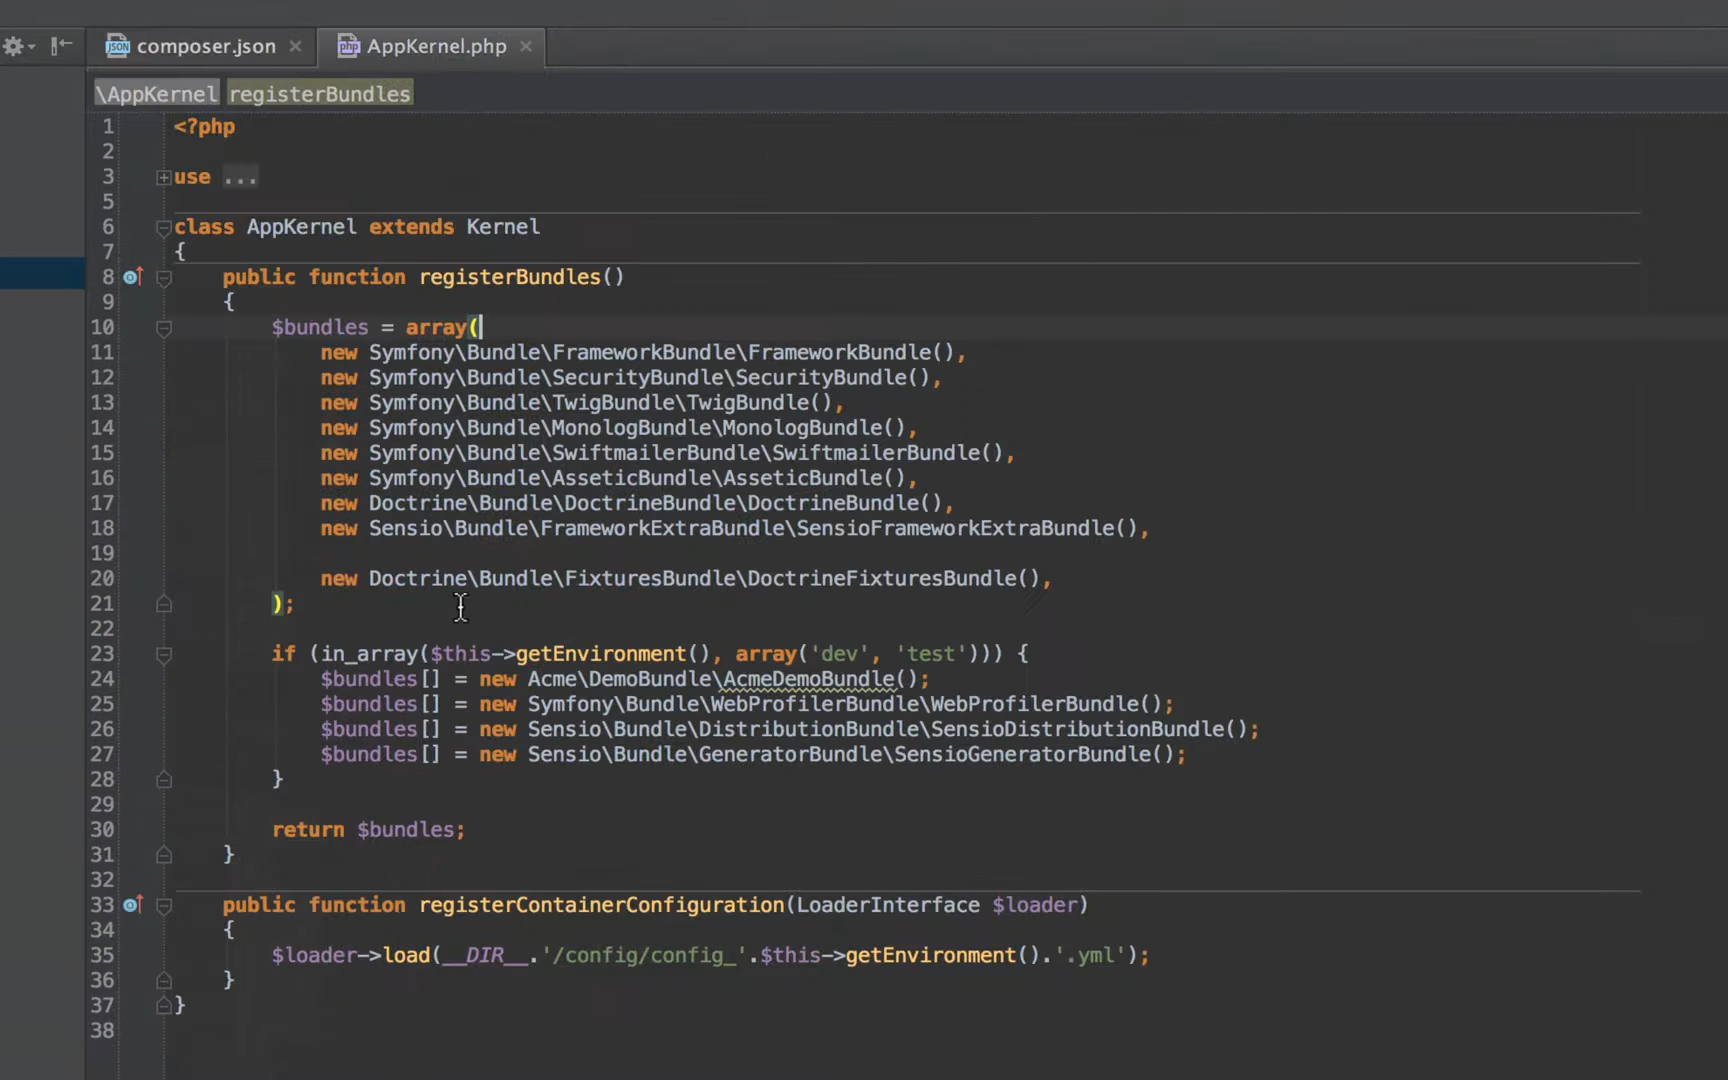 composer.json AppKernel.php
\AppKernel registerBundles
1 <?php
2
3 use ...
5
6 class AppKernel extends Kernel
7 {
8 public function registerBundles()
9 {
10 $bundles = array(
11 new Symfony\Bundle\FrameworkBundle\FrameworkBundle(),
12 new Symfony\Bundle\SecurityBundle\SecurityBundle(),
13 new Symfony\Bundle\TwigBundle\TwigBundle(),
14 new Symfony\Bundle\MonologBundle\MonologBundle(),
15 new Symfony\Bundle\SwiftmailerBundle\SwiftmailerBundle(),
16 new Symfony\Bundle\AsseticBundle\AsseticBundle(),
17 new Doctrine\Bundle\DoctrineBundle\DoctrineBundle(),
18 new Sensio\Bundle\FrameworkExtraBundle\SensioFrameworkExtraBundle(),
19
20 new Doctrine\Bundle\FixturesBundle\DoctrineFixturesBundle(),
21 );
22
23 if (in_array($this->getEnvironment(), array('dev', 'test'))) {
24 $bundles[] = new Acme\DemoBundle\AcmeDemoBundle();
25 $bundles[] = new Symfony\Bundle\WebProfilerBundle\WebProfilerBundle();
26 $bundles[] = new Sensio\Bundle\DistributionBundle\SensioDistributionBundle();
27 $bundles[] = new Sensio\Bundle\GeneratorBundle\SensioGeneratorBundle();
28 }
29
30 return $bundles;
31 }
32
33 public function registerContainerConfiguration(LoaderInterface $loader)
34 {
35 $loader->load(__DIR__.'/config/config_'.$this->getEnvironment().'.yml');
36 }
37 }
38